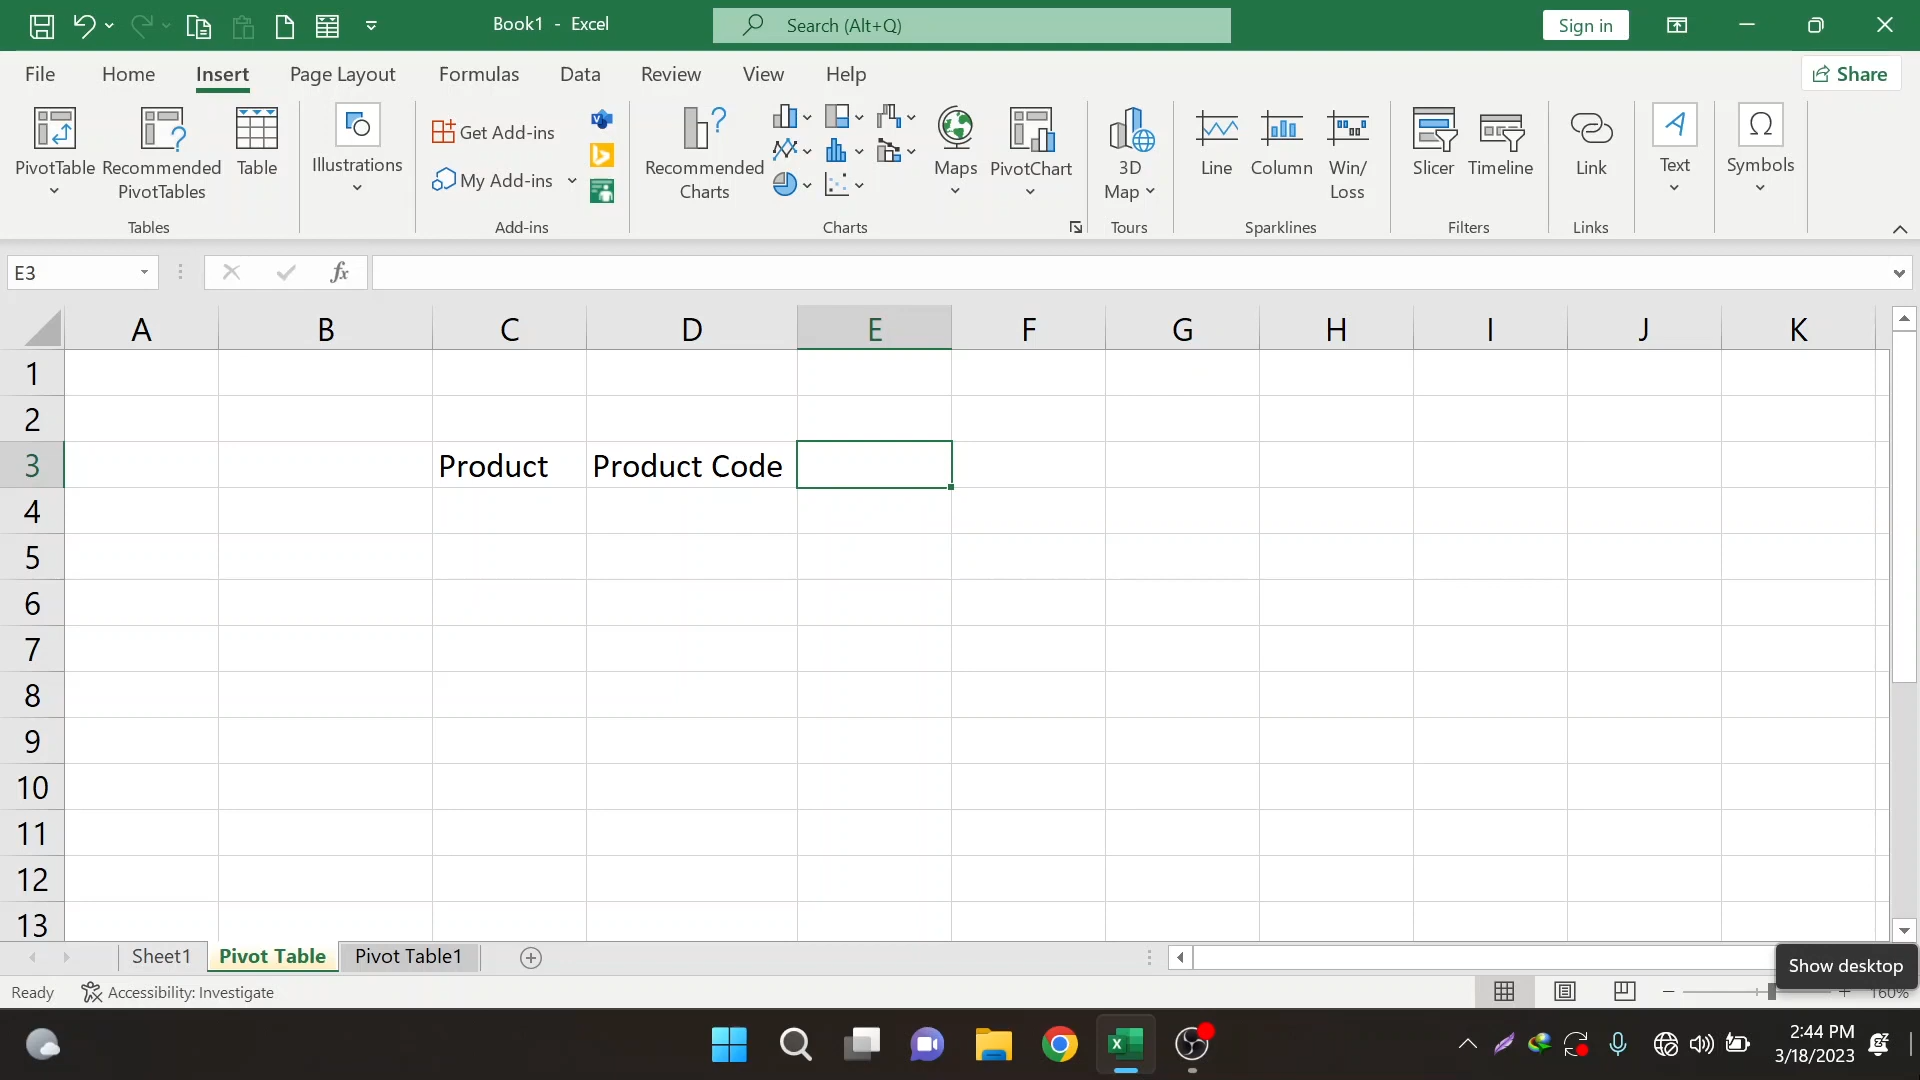 Book1 - Excel
Search (Alt+Q)
Sign in
File Home Insert Page Layout Formulas Data Review View Help
Share
PivotTable
Recommended
PivotTables
Table
Tables
Illustrations
Get Add-ins
My Add-ins
Add-ins
Recommended
Charts
Maps
PivotChart
Charts
3D
Map
Tours
Line
Column
Win/
Loss
Sparklines
Slicer
Timeline
Filters
Link
Links
Text
Symbols
E3
fx
A B C D E F G H I J K
1
2
3 Product Product Code
4
5
6
7
8
9
10
11
12
13
Sheet1 Pivot Table Pivot Table1
Show desktop
Ready Accessibility: Investigate
160%
2:44 PM
3/18/2023